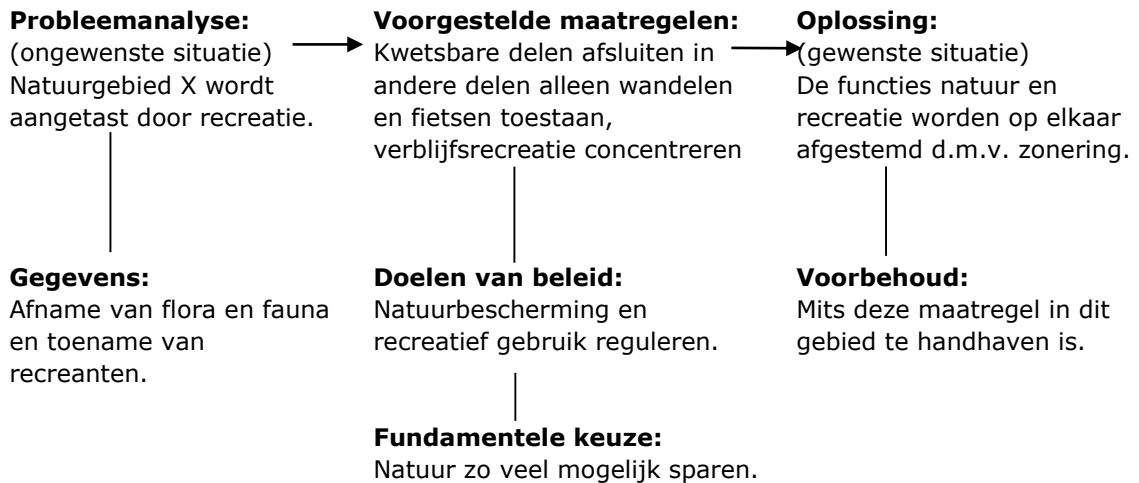 Probleemanalyse:
(ongewenste situatie)
Natuurgebied X wordt
aangetast door recreatie.
Voorgestelde maatregelen:
Kwetsbare delen afsluiten in
andere delen alleen wandelen
en fietsen toestaan,
verblijfsrecreatie concentreren
Oplossing:
(gewenste situatie)
De functies natuur en
recreatie worden op elkaar
afgestemd d.m.v. zonering.
Gegevens:
Afname van flora en fauna
en toename van
recreanten.
Doelen van beleid:
Natuurbescherming en
recreatief gebruik reguleren.
Voorbehoud:
Mits deze maatregel in dit
gebied te handhaven is.
Fundamentele keuze:
Natuur zo veel mogelijk sparen.